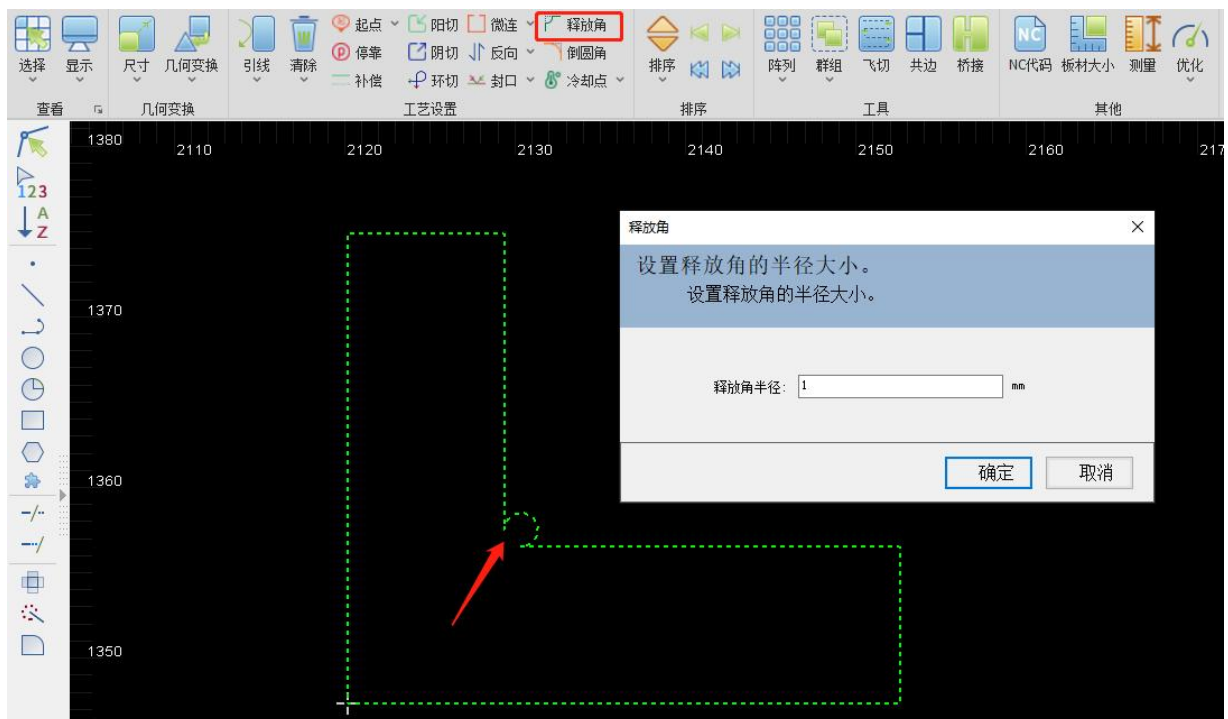 起点 阳切 微连 释放角
停靠 阴切 反向 倒圆角
补偿 环切 封口 冷却点
选择 显示 尺寸 几何变换 引线 清除 排序 阵列 群组 飞切 共边 桥接 NC代码 板材大小 测量 优化
NC
查看 几何变换 工艺设置 排序 工具 其他
1380 2110 2120 2130 2140 2150 2160 217
123
A
Z
释放角
设置释放角的半径大小。
设置释放角的半径大小。
1370
释放角半径: 1 mm
确定 取消
1360
1350